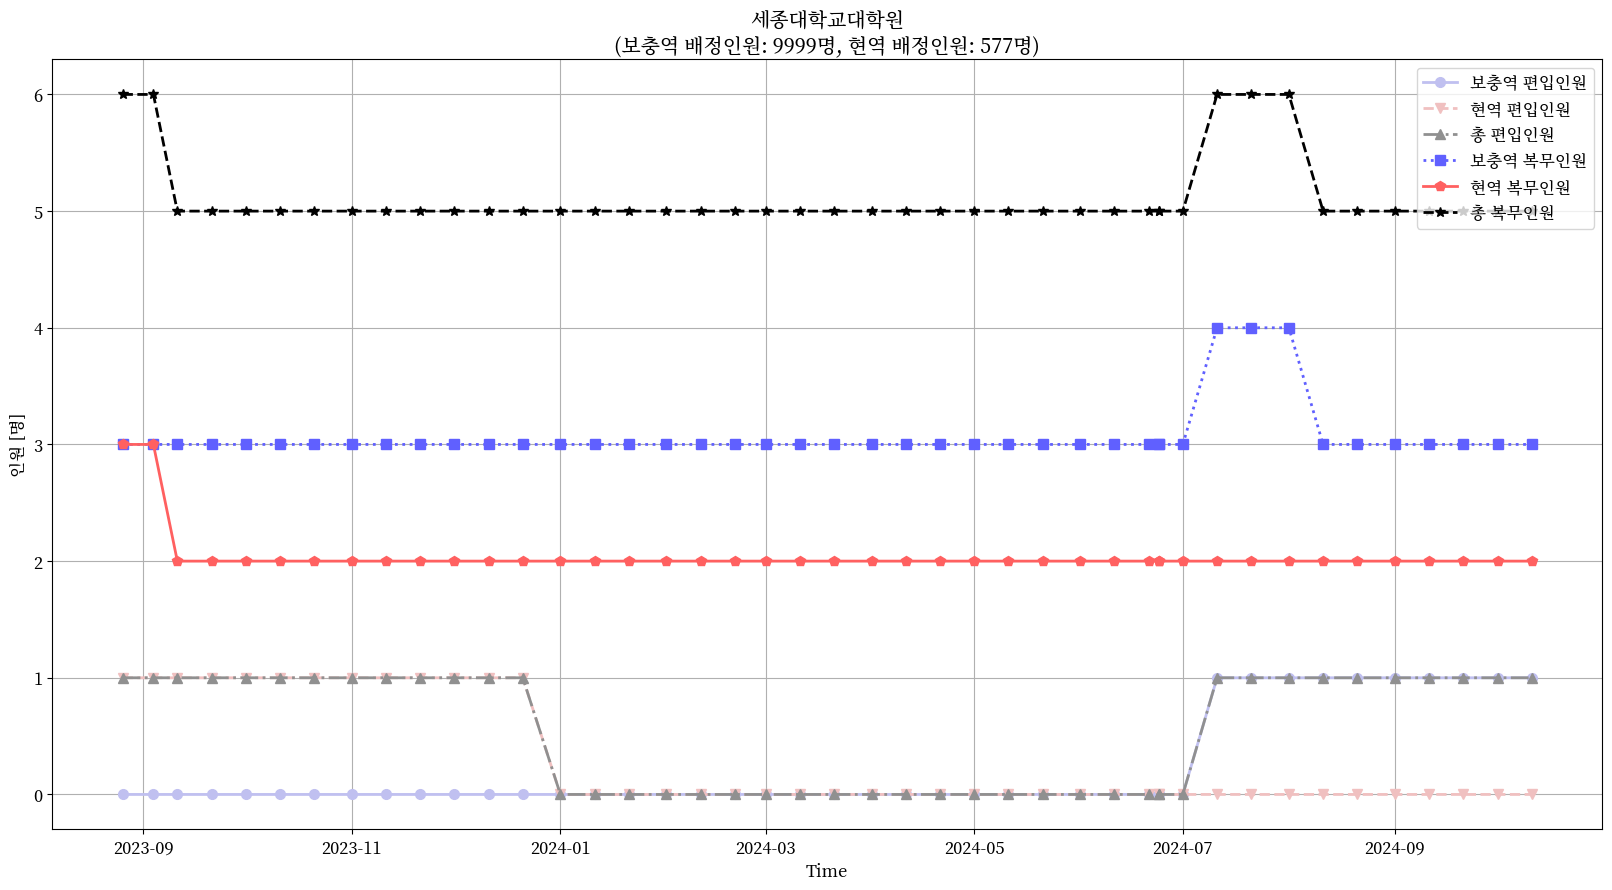 세종대학교대학원
(보충역 배정인원: 9999명, 현역 배정인원: 577명)
보충역 편입인원
현역 편입인원
총 편입인원
보충역 복무인원
현역 복무인원
총 복무인원
인원 [명]
6
5
4
3
2
1
0
2023-09
2023-11
2024-01
2024-03
2024-05
2024-07
2024-09
Time